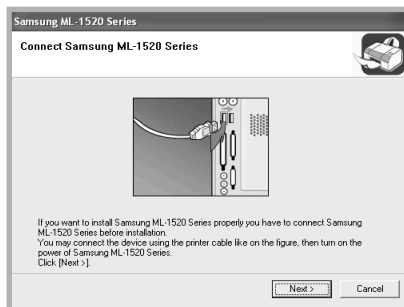 Samsung ML-1520 Series
Connect Samsung ML-1520 Series
If you want to install Samsung ML-1520 Series properly you have to connect Samsung
ML-1520 Series before installation.
You may connect the device using the printer cable like on the figure, then turn on the
power of Samsung ML-1520 Series.
Click [Next >].
Next >
Cancel